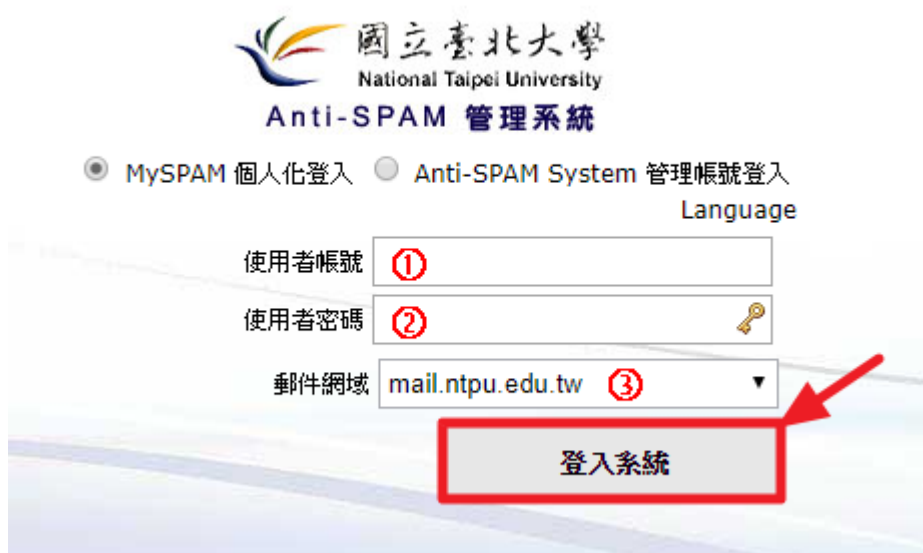 國立臺北大學
National Taipei University
Anti-SPAM 管理系統
MySPAM 個人化登入 Anti-SPAM System 管理帳號登入
Language
使用者帳號 ①
使用者密碼 ②
郵件網域 mail.ntpu.edu.tw ③
登入系統